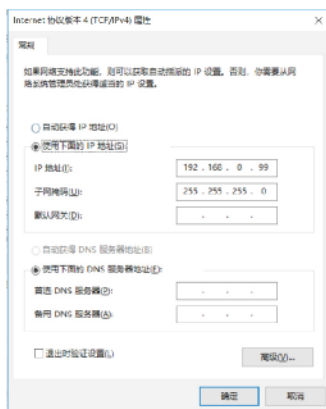 Internet 协议版本 4 (TCP/IPv4) 属性
常规
如果网络支持此功能，则可以获取自动指派的 IP 设置。否则，你需要从网
络系统管理员处获得适当的 IP 设置。
自动获得 IP 地址(O)
使用下面的 IP 地址(S):
IP 地址(I): 192 . 168 . 0 . 99
子网掩码(U): 255 . 255 . 255 . 0
默认网关(D): . . .
自动获得 DNS 服务器地址(B)
使用下面的 DNS 服务器地址(E):
首选 DNS 服务器(P): . . .
备用 DNS 服务器(A): . . .
退出时验证设置(L)
高级(V)...
确定 取消